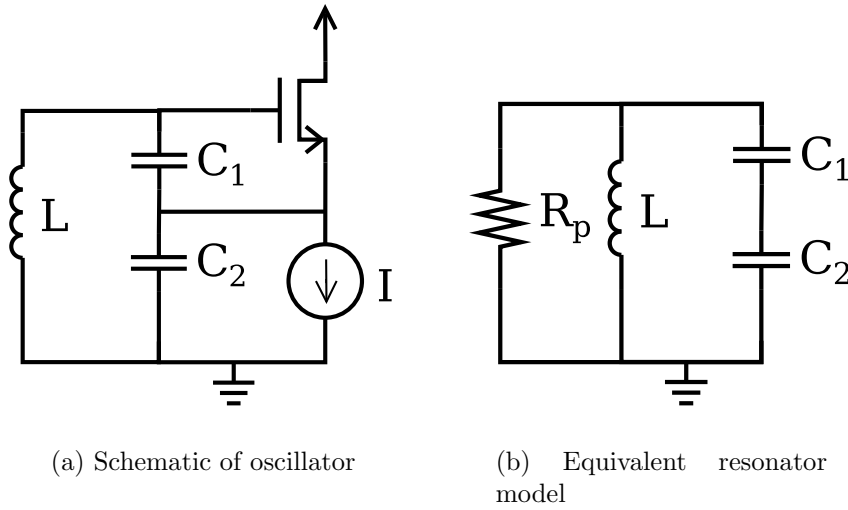 C1
L
C2
I
(a) Schematic of oscillator
Rp
L
C1
C2
(b) Equivalent resonator
model